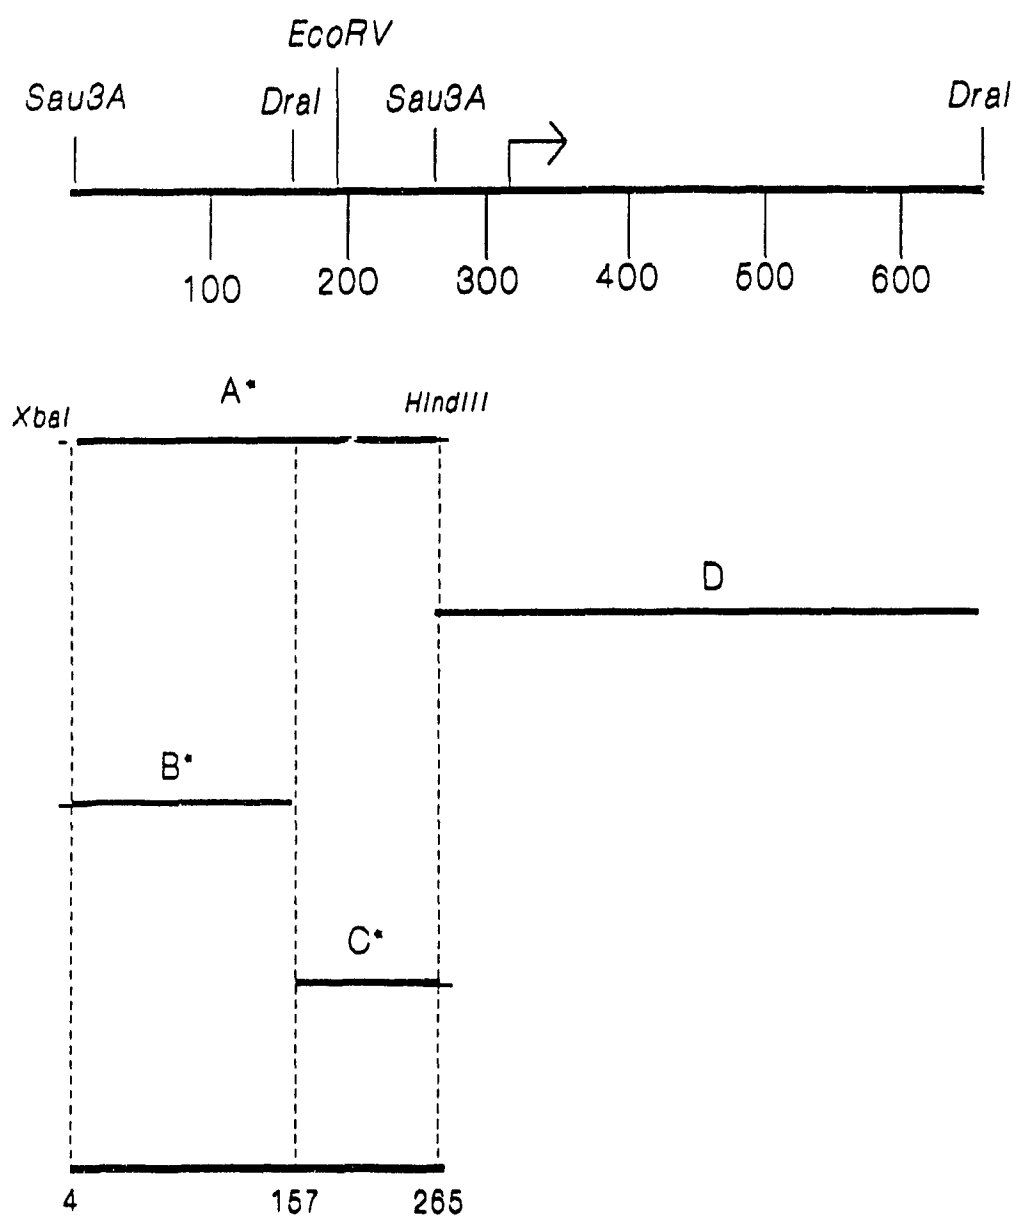 EcoRV
Sau3A DraI Sau3A DraI
100 200 300 400 500 600
A*
XbaI HindIII
D
B*
C*
4 157 265